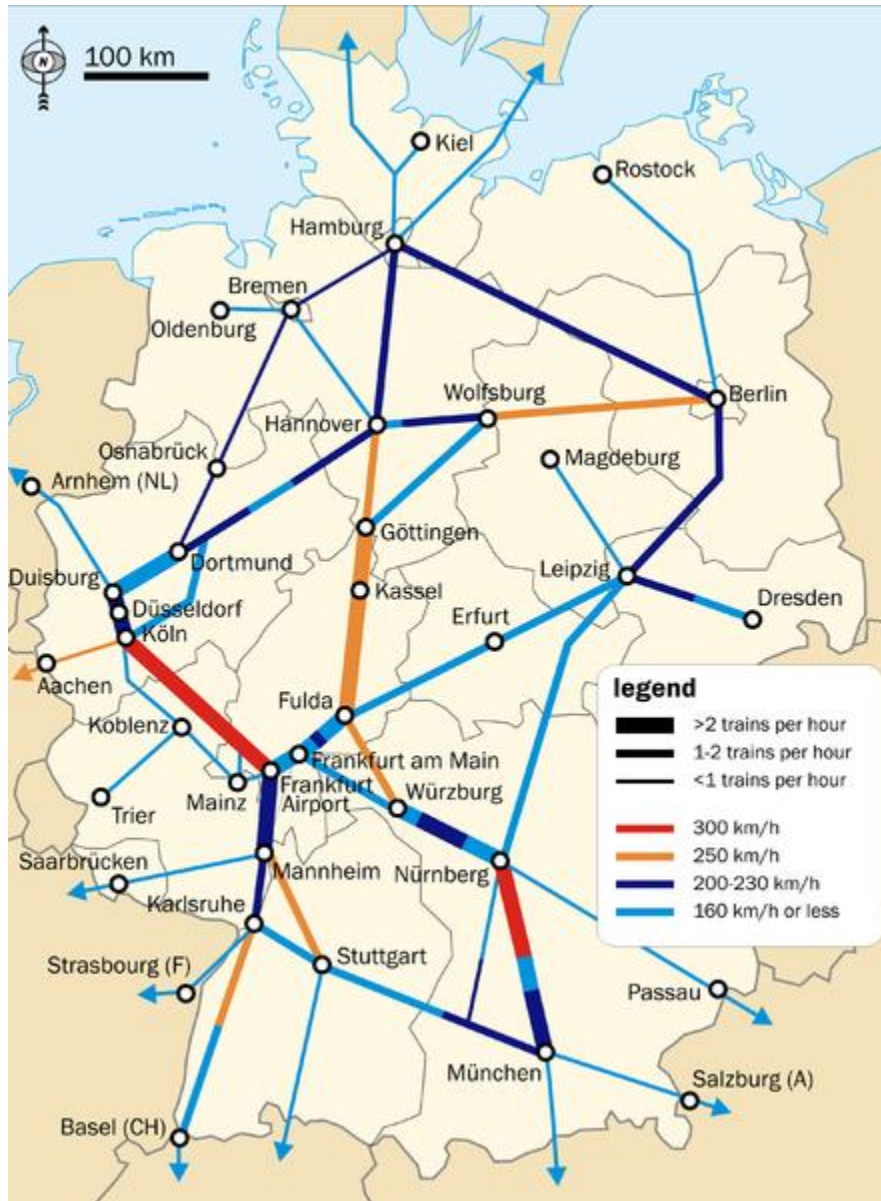 N
100 km
Kiel
Rostock
Hamburg
Bremen
Oldenburg
Wolfsburg
Berlin
Hannover
Osnabrück
Magdeburg
Arnhem (NL)
Göttingen
Dortmund
Duisburg
Leipzig
Kassel
Düsseldorf
Dresden
Köln
Erfurt
Aachen
Fulda
Koblenz
Frankfurt am Main
Frankfurt
Airport
Mainz
Würzburg
Trier
Saarbrücken
Mannheim
Nürnberg
Karlsruhe
Stuttgart
Strasbourg (F)
Passau
München
Salzburg (A)
Basel (CH)
legend
>2 trains per hour
1-2 trains per hour
<1 trains per hour
300 km/h
250 km/h
200-230 km/h
160 km/h or less